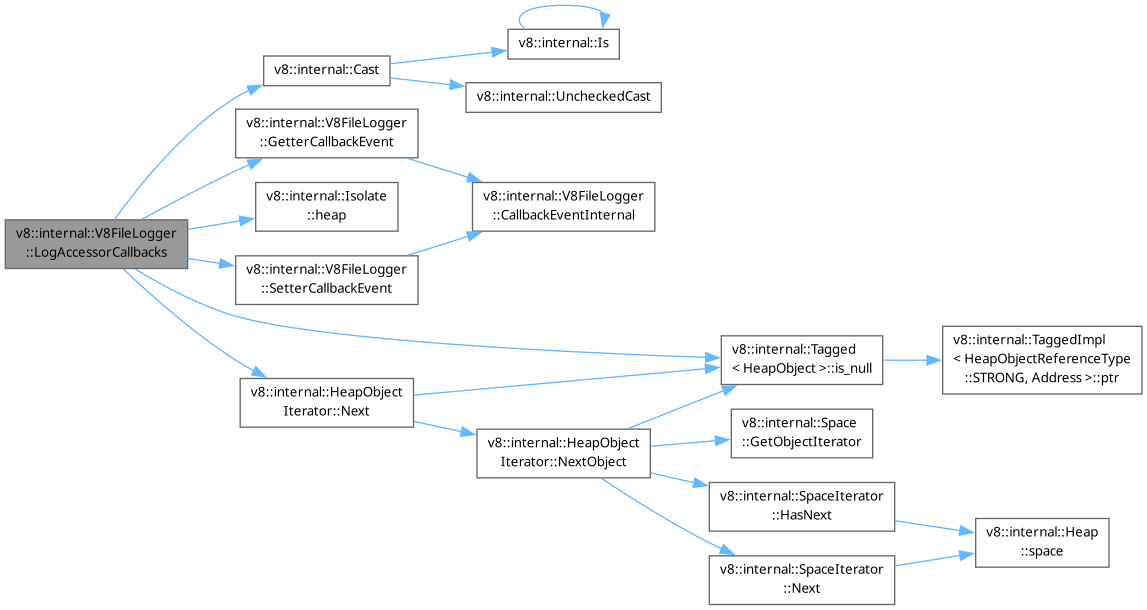 v8::internal::Is
v8::internal::Cast
v8::internal::UncheckedCast
v8::internal::V8FileLogger
::GetterCallbackEvent
v8::internal::Isolate
::heap
v8::internal::V8FileLogger
::CallbackEventInternal
v8::internal::V8FileLogger
::LogAccessorCallbacks
v8::internal::V8FileLogger
::SetterCallbackEvent
v8::internal::Tagged
< HeapObject >::is_null
v8::internal::TaggedImpl
< HeapObjectReferenceType
::STRONG, Address >::ptr
v8::internal::HeapObject
Iterator::Next
v8::internal::Space
::GetObjectIterator
v8::internal::HeapObject
Iterator::NextObject
v8::internal::SpaceIterator
::HasNext
v8::internal::Heap
::space
v8::internal::SpaceIterator
::Next